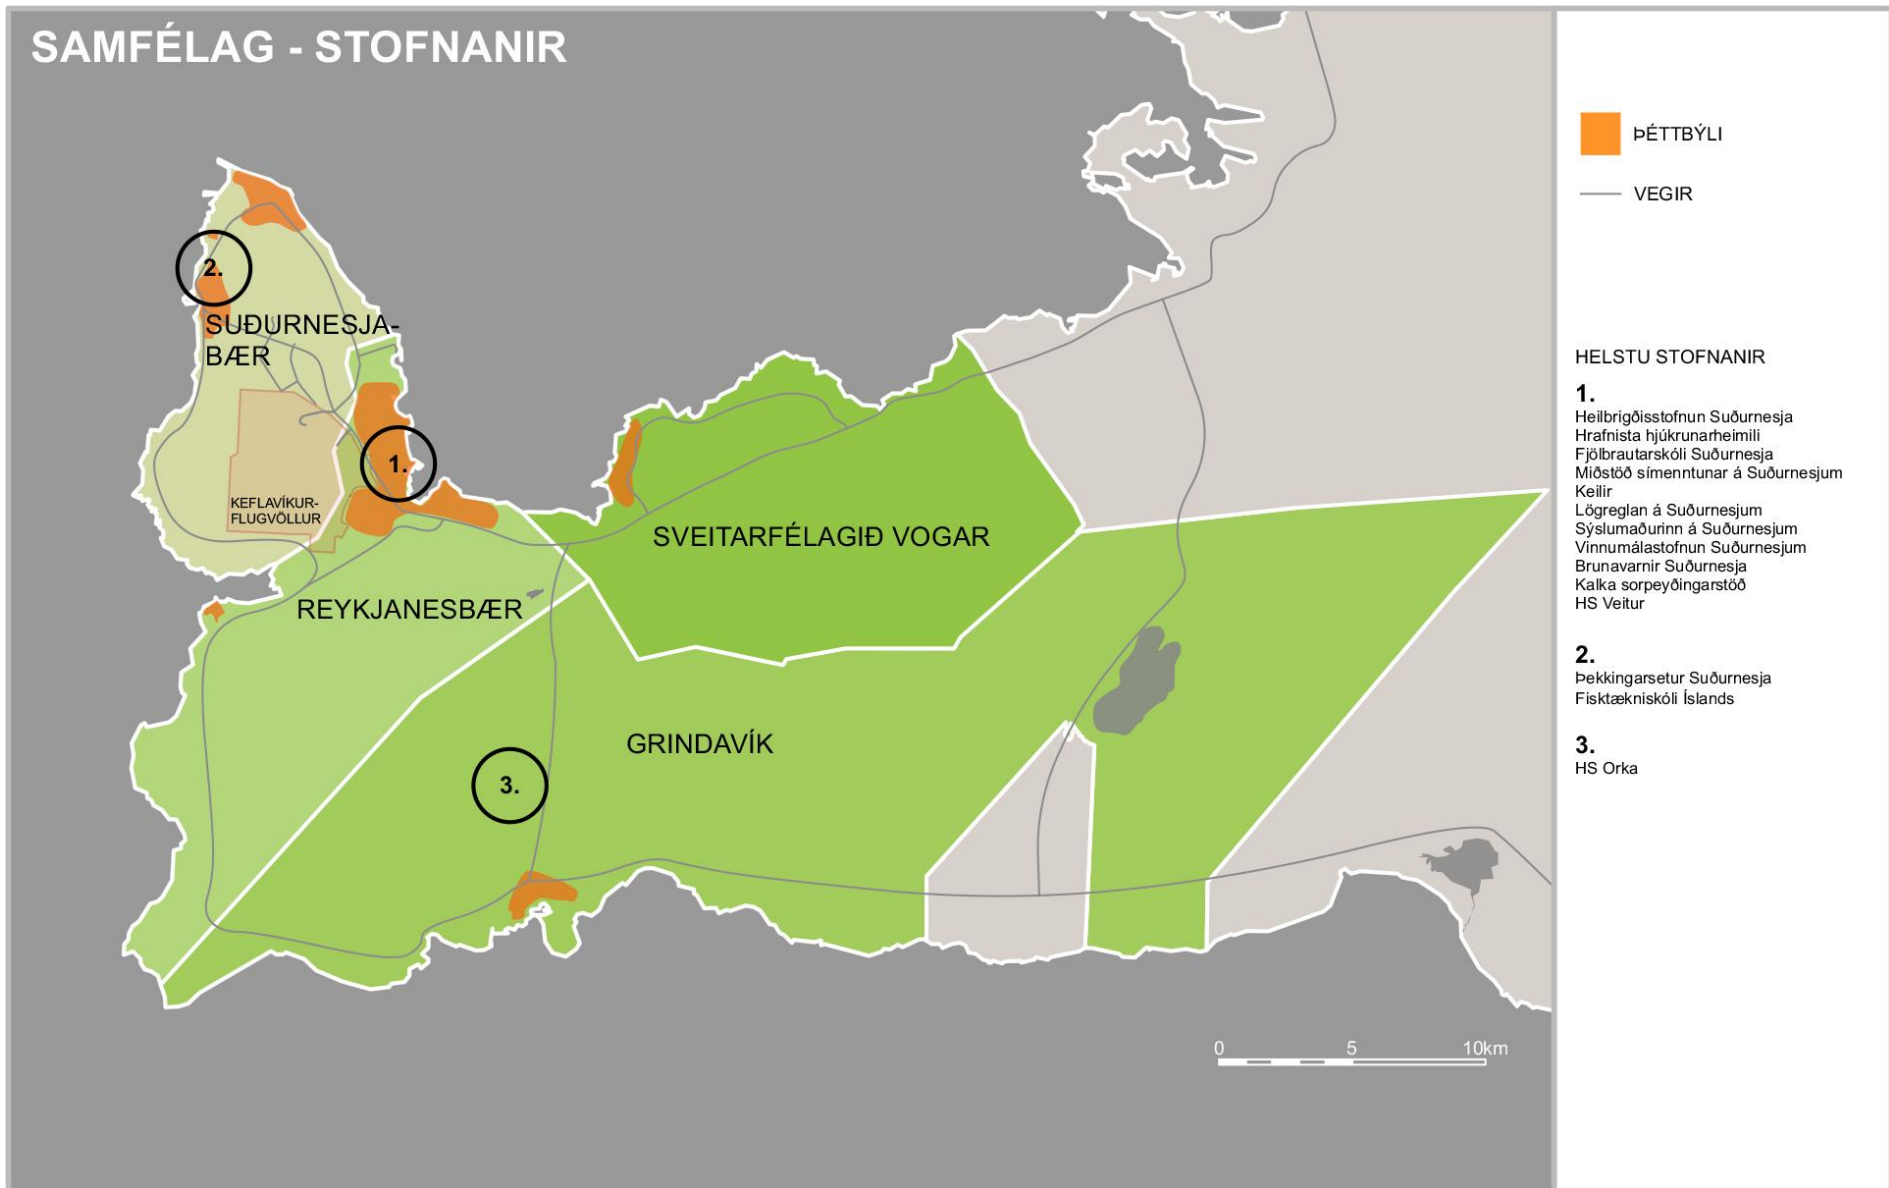 SAMFÉLAG - STOFNANIR
ÞÉTTBÝLI
VEGIR
2.
SUÐURNESJA-
BÆR
1.
KEFLAVÍKUR-
FLUGVÖLLUR
SVEITARFÉLAGIÐ VOGAR
REYKJANESBÆR
GRINDAVÍK
3.
0 5 10km
HELSTU STOFNANIR
1.
Heilbrigðisstofnun Suðurnesja
Hrafnista hjúkrunarheimili
Fjölbrautarskóli Suðurnesja
Miðstöð símenntunar á Suðurnesjum
Keilir
Lögreglan á Suðurnesjum
Sýslumaðurinn á Suðurnesjum
Vinnumálastofnun Suðurnesjum
Brunavarnir Suðurnesja
Kalka sorpeyðingarstöð
HS Veitur
2.
Þekkingarsetur Suðurnesja
Fisktækniskóli Íslands
3.
HS Orka